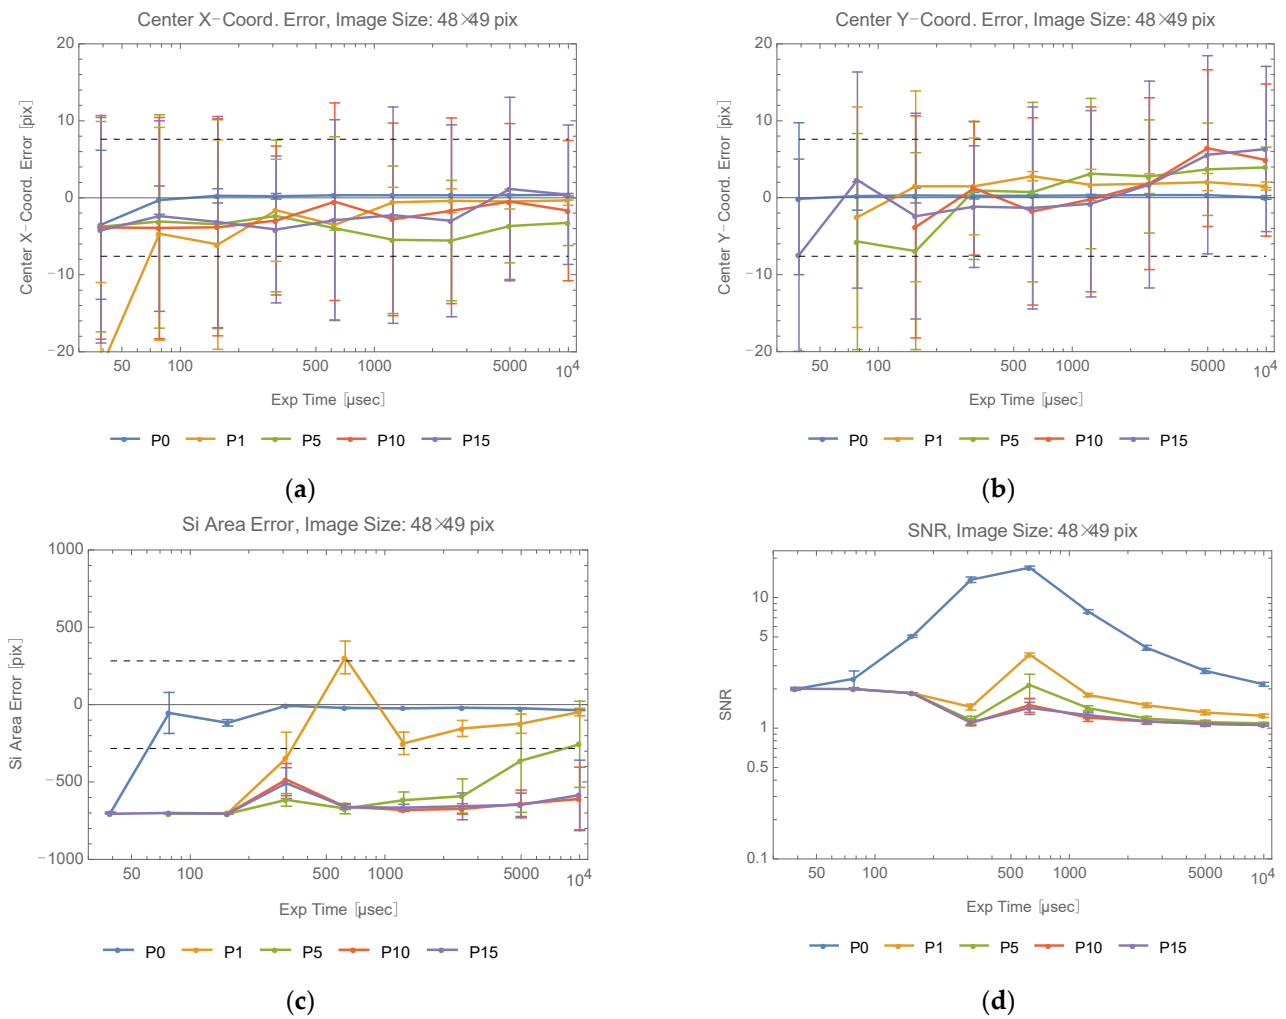 Center X-Coord. Error, Image Size: 48×49 pix
20
10
0
-10
-20
Center X-Coord. Error [pix]
50 100 500 1000 5000 10^4
Exp Time [μsec]
P0 P1 P5 P10 P15
(a)
Center Y-Coord. Error, Image Size: 48×49 pix
20
10
0
-10
-20
Center Y-Coord. Error [pix]
50 100 500 1000 5000 10^4
Exp Time [μsec]
P0 P1 P5 P10 P15
(b)
Si Area Error, Image Size: 48×49 pix
1000
500
0
-500
-1000
Si Area Error [pix]
50 100 500 1000 5000 10^4
Exp Time [μsec]
P0 P1 P5 P10 P15
(c)
SNR, Image Size: 48×49 pix
10
5
1
0.5
0.1
SNR
50 100 500 1000 5000 10^4
Exp Time [μsec]
P0 P1 P5 P10 P15
(d)